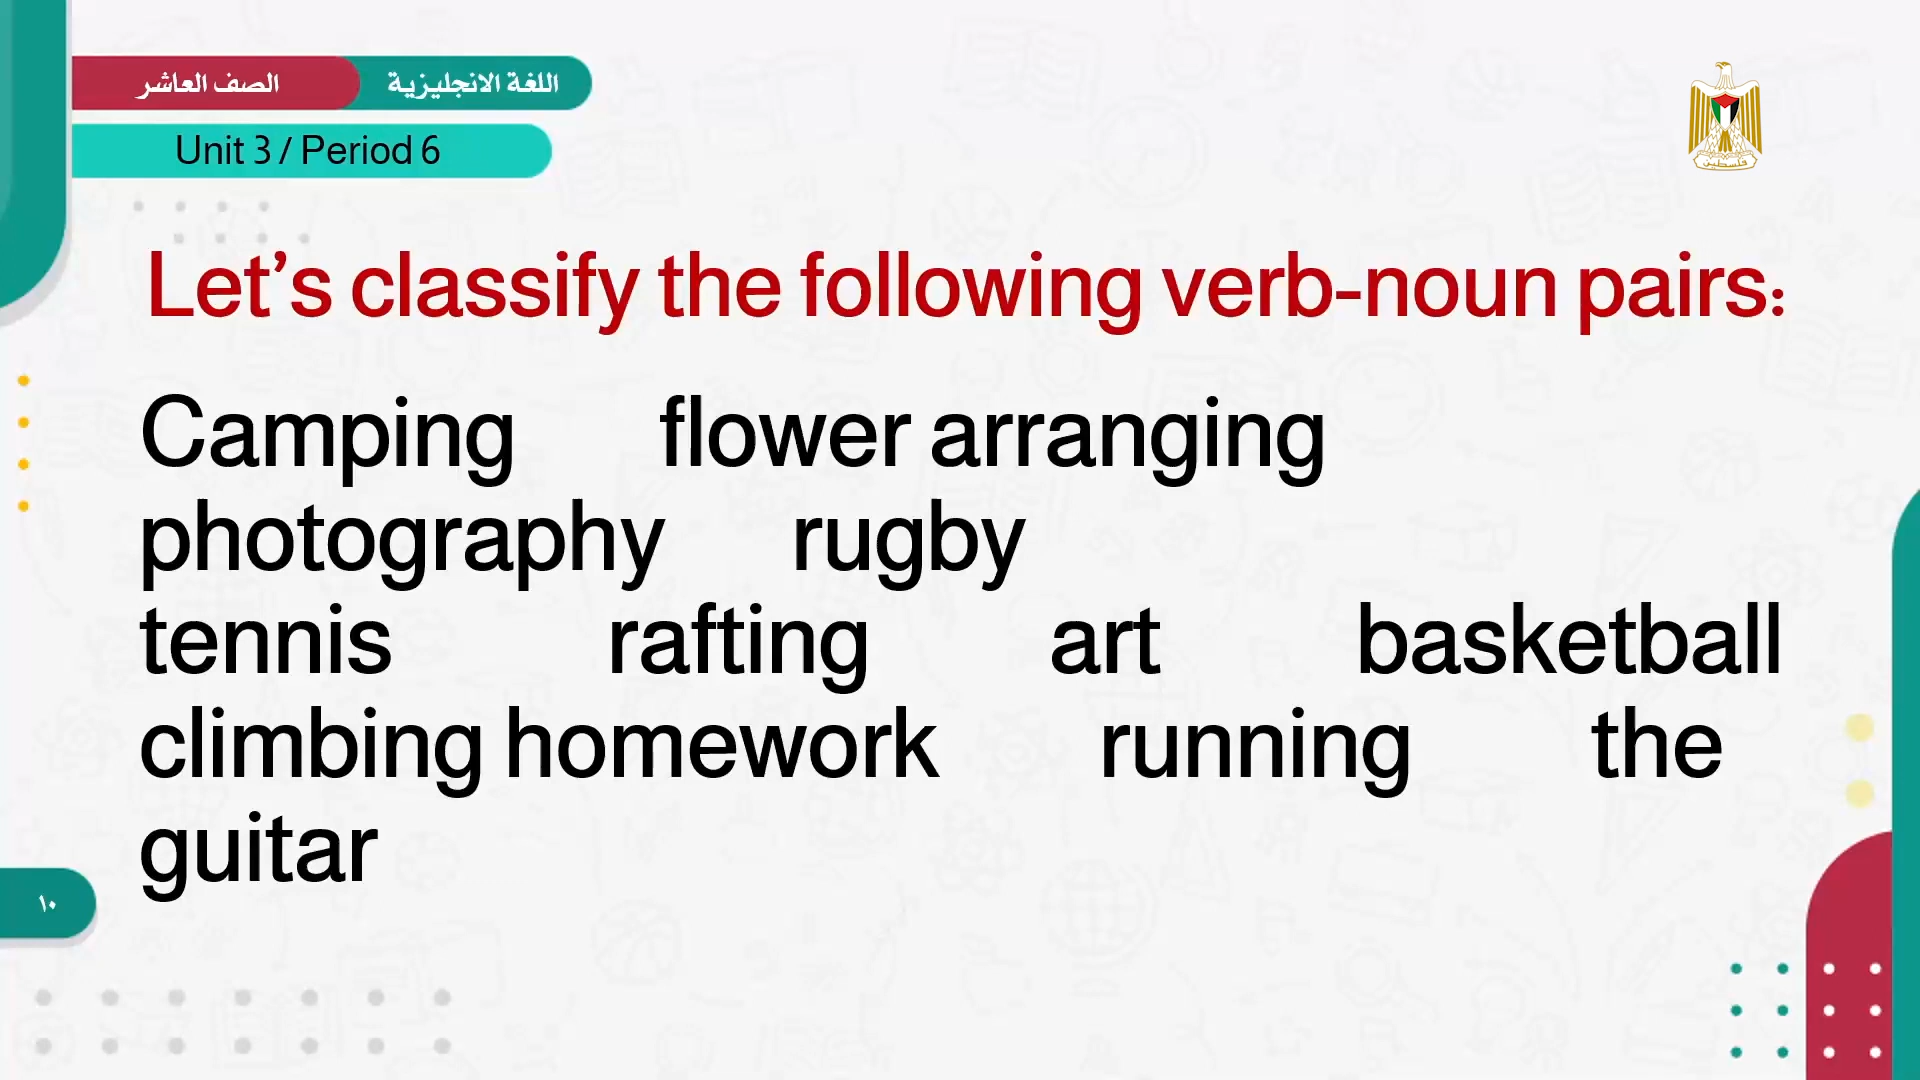 اللغة الانجليزية الصف العاشر
Unit 3 / Period 6
Let’s classify the following verb-noun pairs:
Camping flower arranging
photography rugby
tennis rafting art basketball
climbing homework running the
guitar
١٠
فلسطين